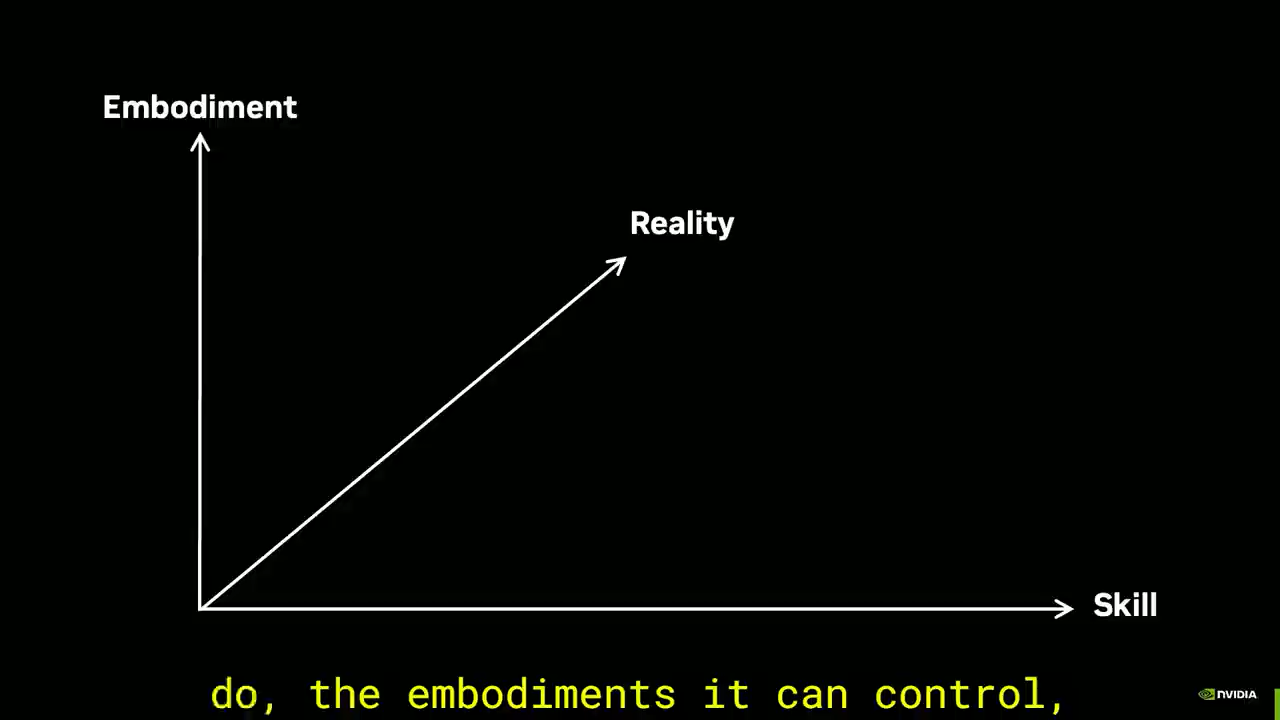 Embodiment
Reality
Skill
do, the embodiments it can control,
NVIDIA